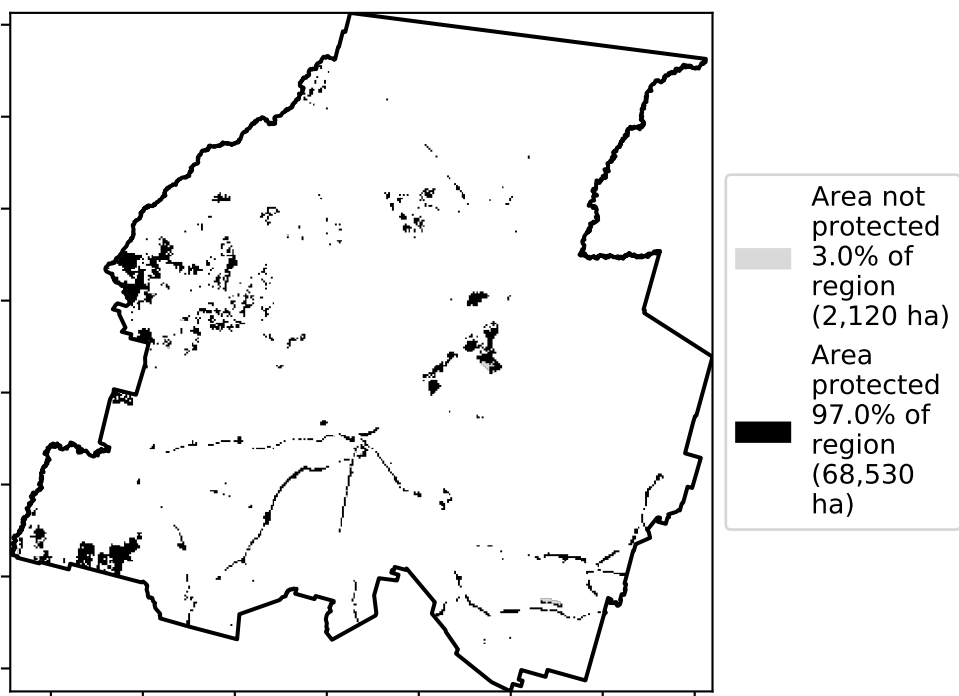 Area not
protected
3.0% of
region
(2,120 ha)
Area
protected
97.0% of
region
(68,530
ha)